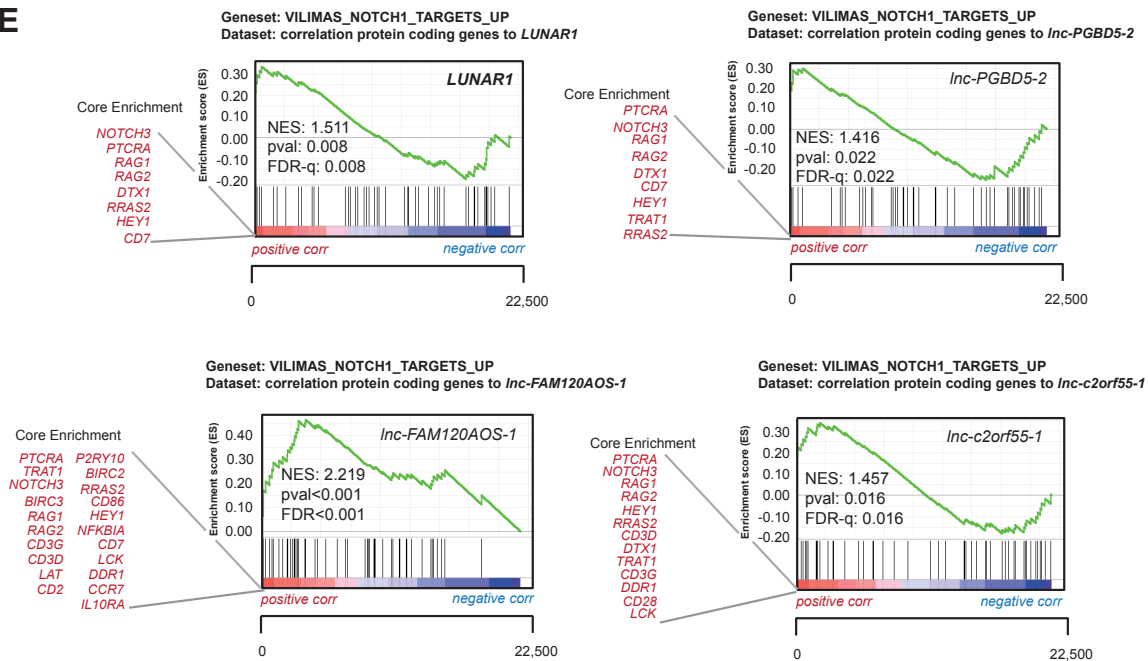 E
Geneset: VILIMAS_NOTCH1_TARGETS_UP
Dataset: correlation protein coding genes to LUNAR1
Core Enrichment
NOTCH3
PTCRA
RAG1
RAG2
DTX1
RRAS2
HEY1
CD7
Enrichment score (ES)
0.30
0.20
0.10
0.00
-0.10
-0.20
LUNAR1
NES: 1.511
pval: 0.008
FDR-q: 0.008
positive corr
negative corr
0
22,500
Geneset: VILIMAS_NOTCH1_TARGETS_UP
Dataset: correlation protein coding genes to lnc-PGBD5-2
Core Enrichment
PTCRA
NOTCH3
RAG1
RAG2
DTX1
CD7
HEY1
TRAT1
RRAS2
Enrichment score (ES)
0.30
0.20
0.10
0.00
-0.10
-0.20
lnc-PGBD5-2
NES: 1.416
pval: 0.022
FDR-q: 0.022
positive corr
negative corr
0
22,500
Geneset: VILIMAS_NOTCH1_TARGETS_UP
Dataset: correlation protein coding genes to lnc-FAM120AOS-1
Core Enrichment
PTCRA P2RY10
TRAT1 BIRC2
NOTCH3 RRAS2
BIRC3 CD86
RAG1 HEY1
RAG2 NFKBIA
CD3G CD7
CD3D LCK
LAT DDR1
CD2 CCR7
IL10RA
Enrichment score (ES)
0.40
0.30
0.20
0.10
0.00
lnc-FAM120AOS-1
NES: 2.219
pval<0.001
FDR<0.001
positive corr
negative corr
0
22,500
Geneset: VILIMAS_NOTCH1_TARGETS_UP
Dataset: correlation protein coding genes to lnc-c2orf55-1
Core Enrichment
PTCRA
NOTCH3
RAG1
RAG2
HEY1
RRAS2
CD3D
DTX1
TRAT1
CD3G
DDR1
CD28
LCK
Enrichment score (ES)
0.30
0.20
0.10
0.00
-0.10
-0.20
lnc-c2orf55-1
NES: 1.457
pval: 0.016
FDR-q: 0.016
positive corr
negative corr
0
22,500